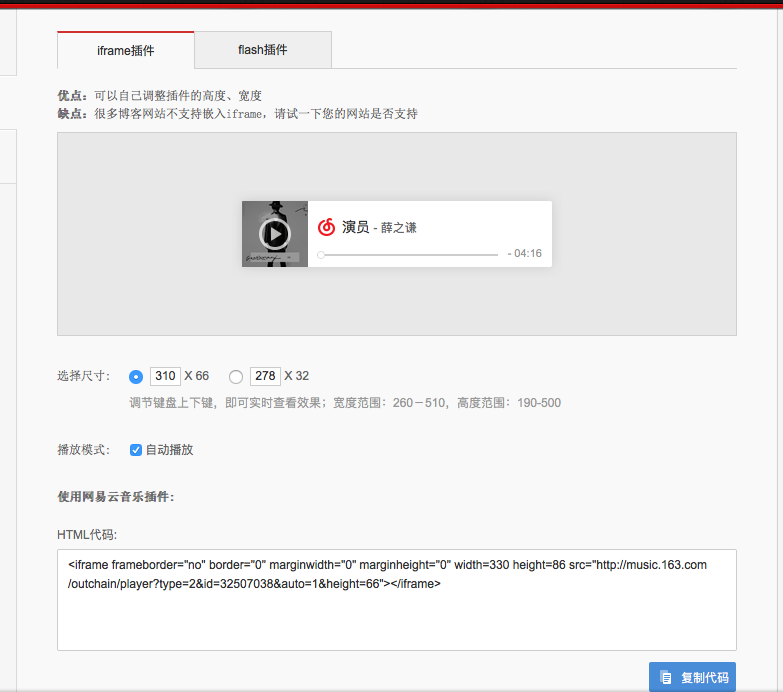 iframe插件
flash插件
优点：可以自己调整插件的高度、宽度
缺点：很多博客网站不支持嵌入iframe，请试一下您的网站是否支持
演员 - 薛之谦
- 04:16
选择尺寸： 310 X 66 278 X 32
调节键盘上下键，即可实时查看效果；宽度范围：260－510，高度范围：190-500
播放模式： 自动播放
使用网易云音乐插件：
HTML代码:
<iframe frameborder="no" border="0" marginwidth="0" marginheight="0" width=330 height=86 src="http://music.163.com
/outchain/player?type=2&id=32507038&auto=1&height=66"></iframe>
复制代码